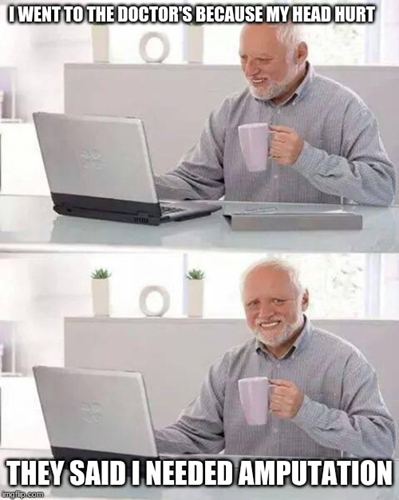 I WENT TO THE DOCTOR'S BECAUSE MY HEAD HURT
THEY SAID I NEEDED AMPUTATION
imgflip.com